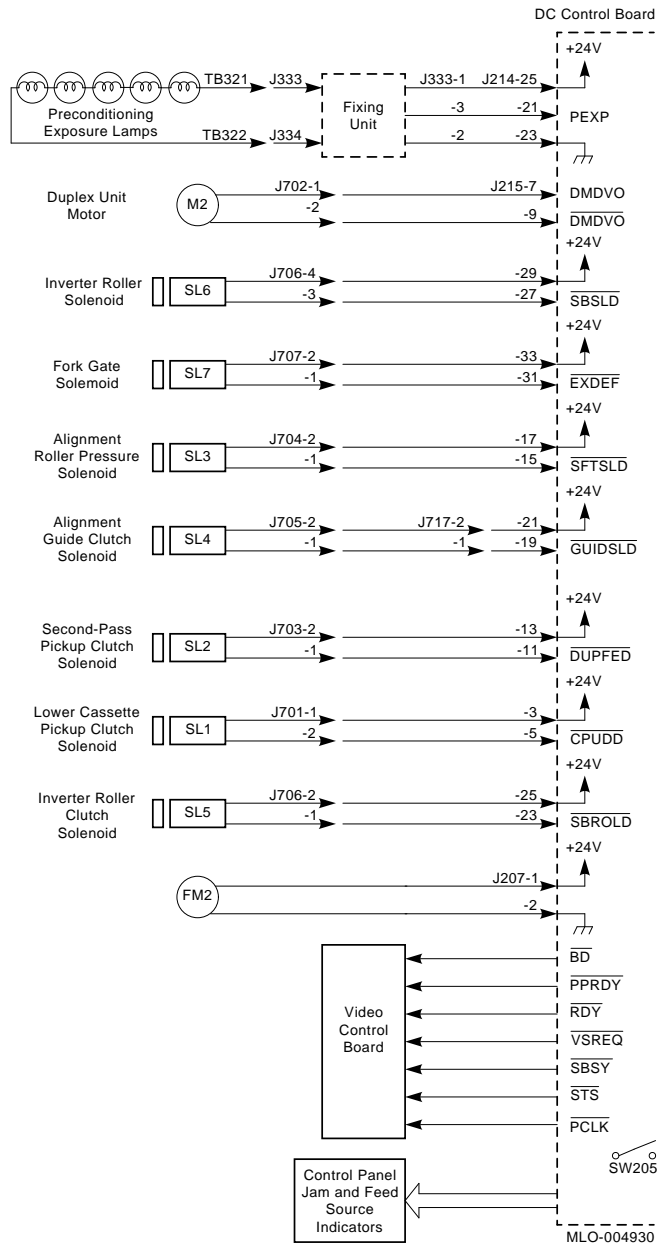 DC Control Board
+24V
TB321 J333 J333-1 J214-25
Preconditioning
Exposure Lamps
Fixing
Unit
-3 -21 PEXP
TB322 J334 -2 -23
Duplex Unit
Motor
M2
J702-1 J215-7 DMDVO
-2 -9 DMDVO
+24V
Inverter Roller
Solenoid
SL6
J706-4 -29
-3 -27 SBSLD
+24V
Fork Gate
Solemoid
SL7
J707-2 -33
-1 -31 EXDEF
+24V
Alignment
Roller Pressure
Solenoid
SL3
J704-2 -17
-1 -15 SFTSLD
+24V
Alignment
Guide Clutch
Solenoid
SL4
J705-2 J717-2 -21
-1 -1 -19 GUIDSLD
+24V
Second-Pass
Pickup Clutch
Solenoid
SL2
J703-2 -13
-1 -11 DUPFED
+24V
Lower Cassette
Pickup Clutch
Solenoid
SL1
J701-1 -3
-2 -5 CPUDD
+24V
Inverter Roller
Clutch
Solenoid
SL5
J706-2 -25
-1 -23 SBROLD
+24V
FM2
J207-1
-2
BD
PPRDY
RDY
VSREQ
SBSY
STS
PCLK
Video
Control
Board
SW205
Control Panel
Jam and Feed
Source
Indicators
MLO-004930